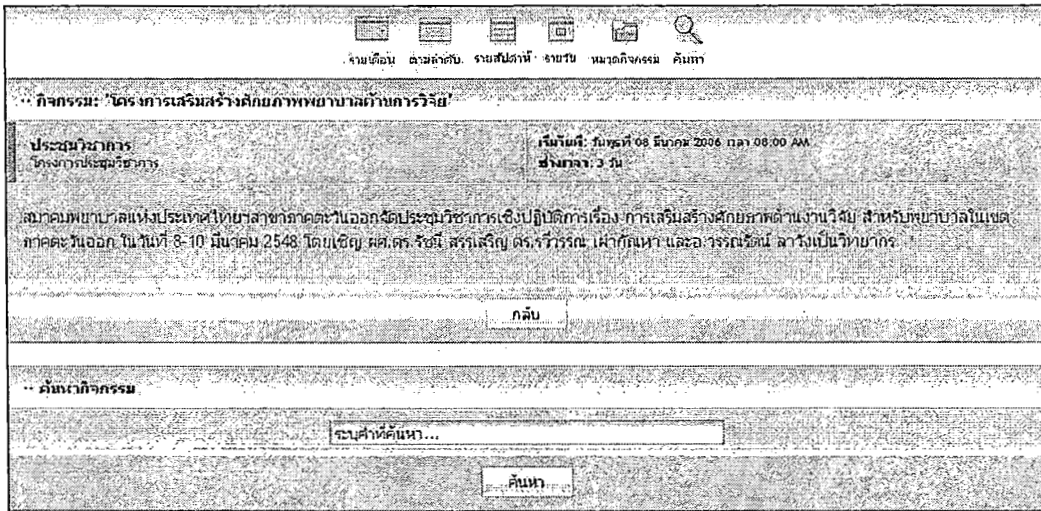 รายเดือน ตามลำดับ รายสัปดาห์ รายวัน หมวดกิจกรรม ค้นหา
·· กิจกรรม: 'โครงการเสริมสร้างศักยภาพพยาบาลด้านการวิจัย'
ประชุมวิชาการ
โครงการประชุมวิชาการ
เริ่มวันที่: วันพุธที่ 08 มีนาคม 2006 เวลา 08:00 AM
ช่วงเวลา: 3 วัน
สมาคมพยาบาลแห่งประเทศไทยฯสาขาภาคตะวันออกจัดประชุมวิชาการเชิงปฏิบัติการเรื่อง การเสริมสร้างศักยภาพด้านงานวิจัย สำหรับพยาบาลในเขต
ภาคตะวันออก ในวันที่ 8-10 มีนาคม 2548 โดยเชิญ ผศ.ดร.รัชนี สรรเสริญ ดร.รวีวรรณ เผ่ากัณหา และอ.วรรณรัตน์ ลาวังเป็นวิทยากร
กลับ
·· ค้นหากิจกรรม
ระบุคำที่ค้นหา...
ค้นหา